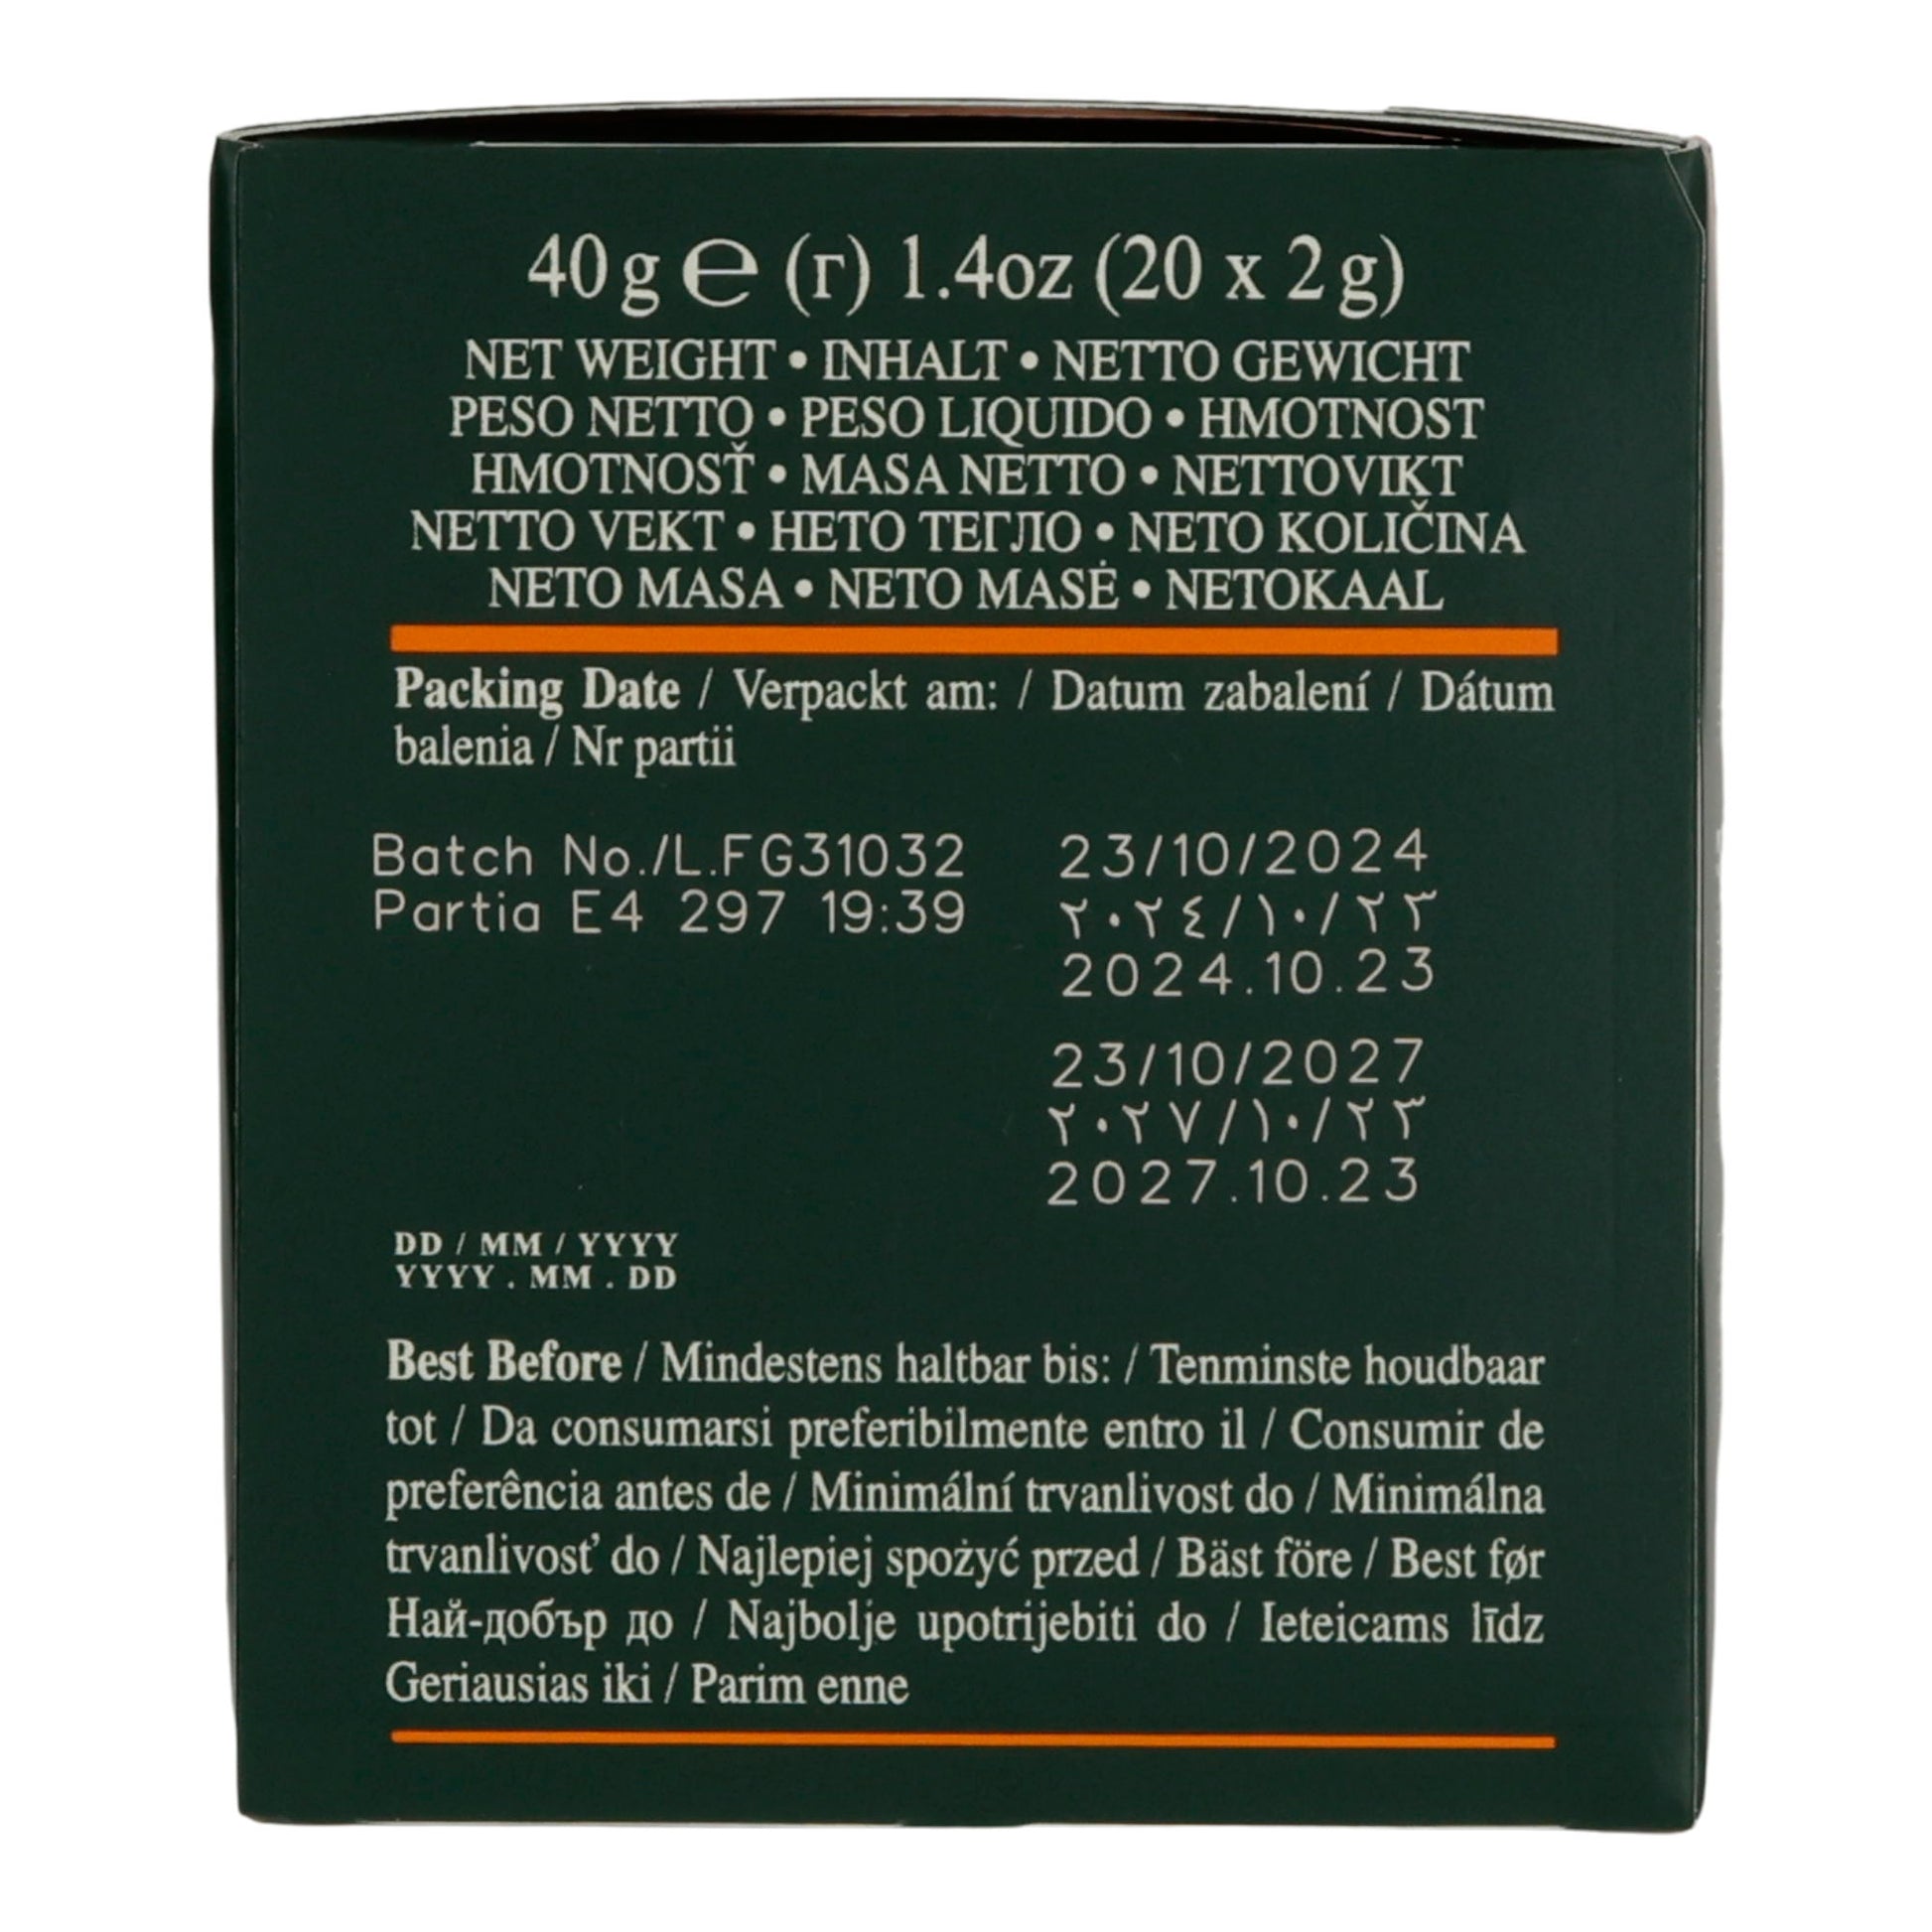 40 g ℮ (г) 1.4oz (20 x 2 g)
NET WEIGHT • INHALT • NETTO GEWICHT
PESO NETTO • PESO LIQUIDO • HMOTNOST
HMOTNOSŤ • MASA NETTO • NETTOVIKT
NETTO VEKT • НЕТО ТЕГЛО • NETO KOLIČINA
NETO MASA • NETO MASĖ • NETOKAAL
Packing Date / Verpackt am: / Datum zabalení / Dátum
balenia / Nr partii
Batch No./L.FG31032
Partia E4 297 19:39
23/10/2024
٢٠٢٤/١٠/٢٣
2024.10.23
23/10/2027
٢٠٢٧/١٠/٢٣
2027.10.23
DD / MM / YYYY
YYYY . MM . DD
Best Before / Mindestens haltbar bis: / Tenminste houdbaar
tot / Da consumarsi preferibilmente entro il / Consumir de
preferência antes de / Minimální trvanlivost do / Minimálna
trvanlivosť do / Najlepiej spożyć przed / Bäst före / Best før
Най-добър до / Najbolje upotrijebiti do / Ieteicams līdz
Geriausias iki / Parim enne